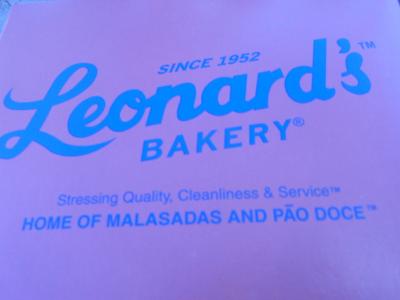 SINCE 1952
Leonard's™
BAKERY®
Stressing Quality, Cleanliness & Service™
HOME OF MALASADAS AND PÃO DOCE™